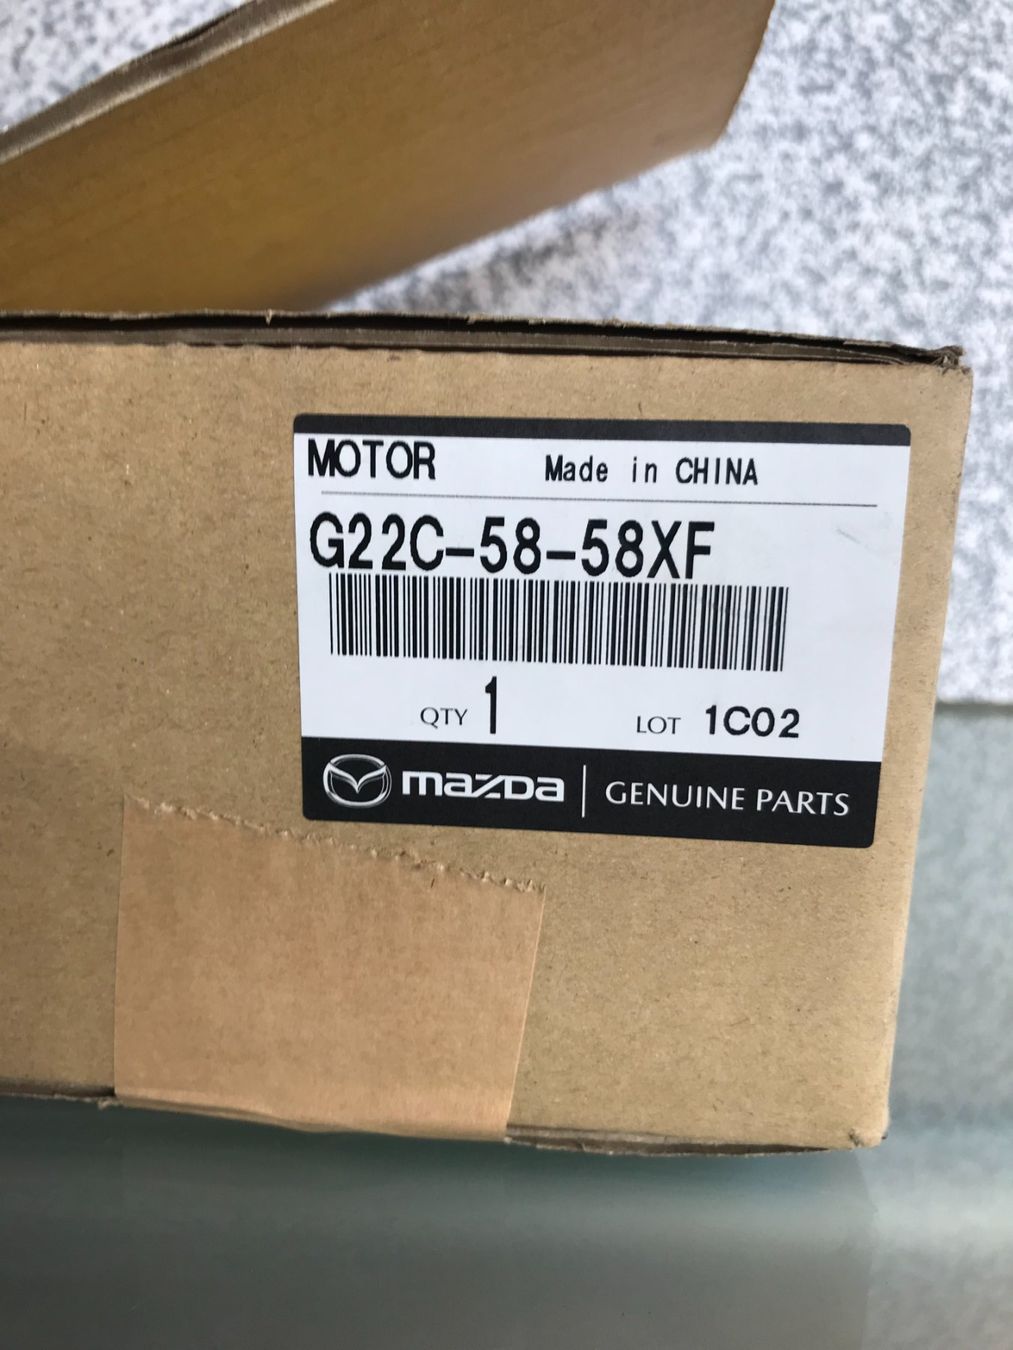 MOTOR Made in CHINA
G22C-58-58XF
QTY 1 LOT 1C02
mazda GENUINE PARTS